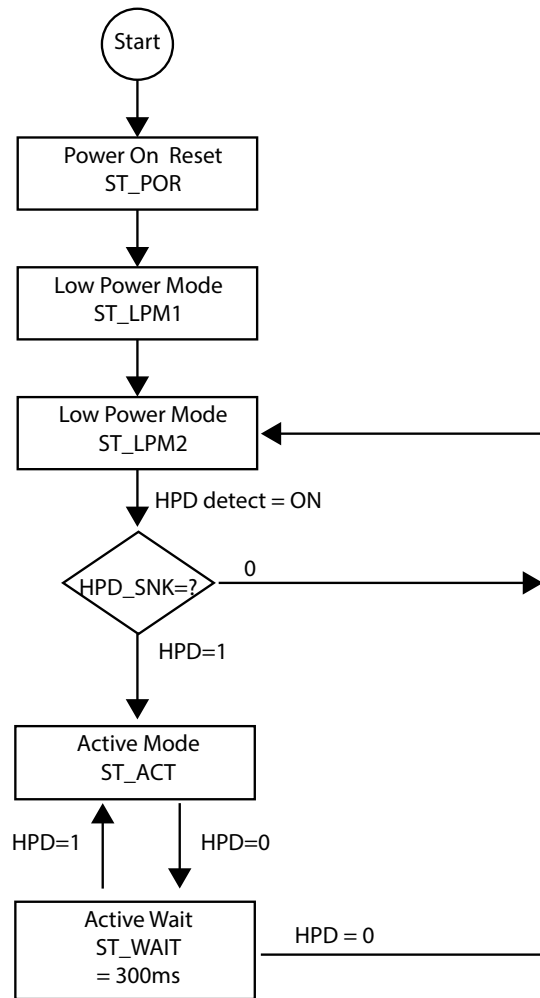 Start
Power On Reset
ST_POR
Low Power Mode
ST_LPM1
Low Power Mode
ST_LPM2
HPD detect = ON
HPD_SNK=?
0
HPD=1
Active Mode
ST_ACT
HPD=1
HPD=0
Active Wait
ST_WAIT
= 300ms
HPD = 0